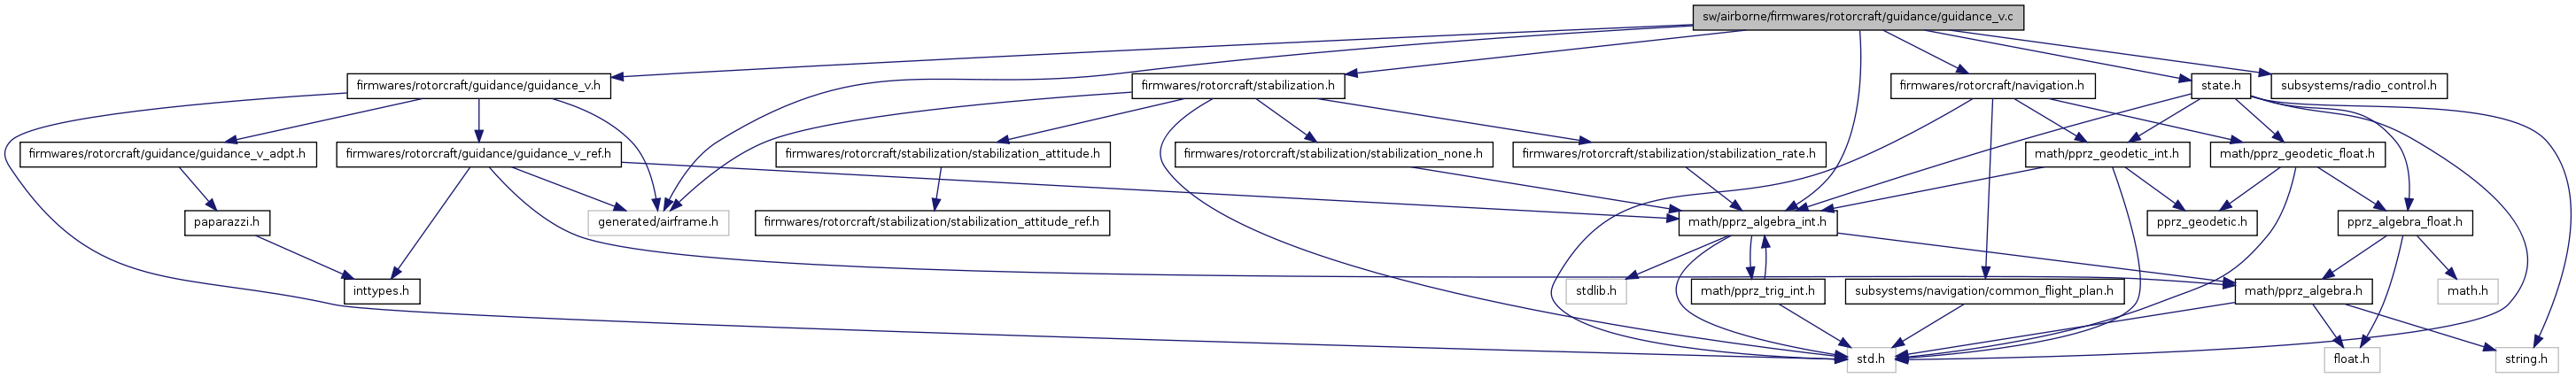 sw/airborne/firmwares/rotorcraft/guidance/guidance_v.c
firmwares/rotorcraft/guidance/guidance_v.h
firmwares/rotorcraft/stabilization.h
firmwares/rotorcraft/navigation.h
state.h
subsystems/radio_control.h
firmwares/rotorcraft/guidance/guidance_v_adpt.h
firmwares/rotorcraft/guidance/guidance_v_ref.h
firmwares/rotorcraft/stabilization/stabilization_attitude.h
firmwares/rotorcraft/stabilization/stabilization_none.h
firmwares/rotorcraft/stabilization/stabilization_rate.h
math/pprz_geodetic_int.h
math/pprz_geodetic_float.h
paparazzi.h
generated/airframe.h
firmwares/rotorcraft/stabilization/stabilization_attitude_ref.h
math/pprz_algebra_int.h
pprz_geodetic.h
pprz_algebra_float.h
inttypes.h
stdlib.h
math/pprz_trig_int.h
subsystems/navigation/common_flight_plan.h
math/pprz_algebra.h
math.h
std.h
float.h
string.h